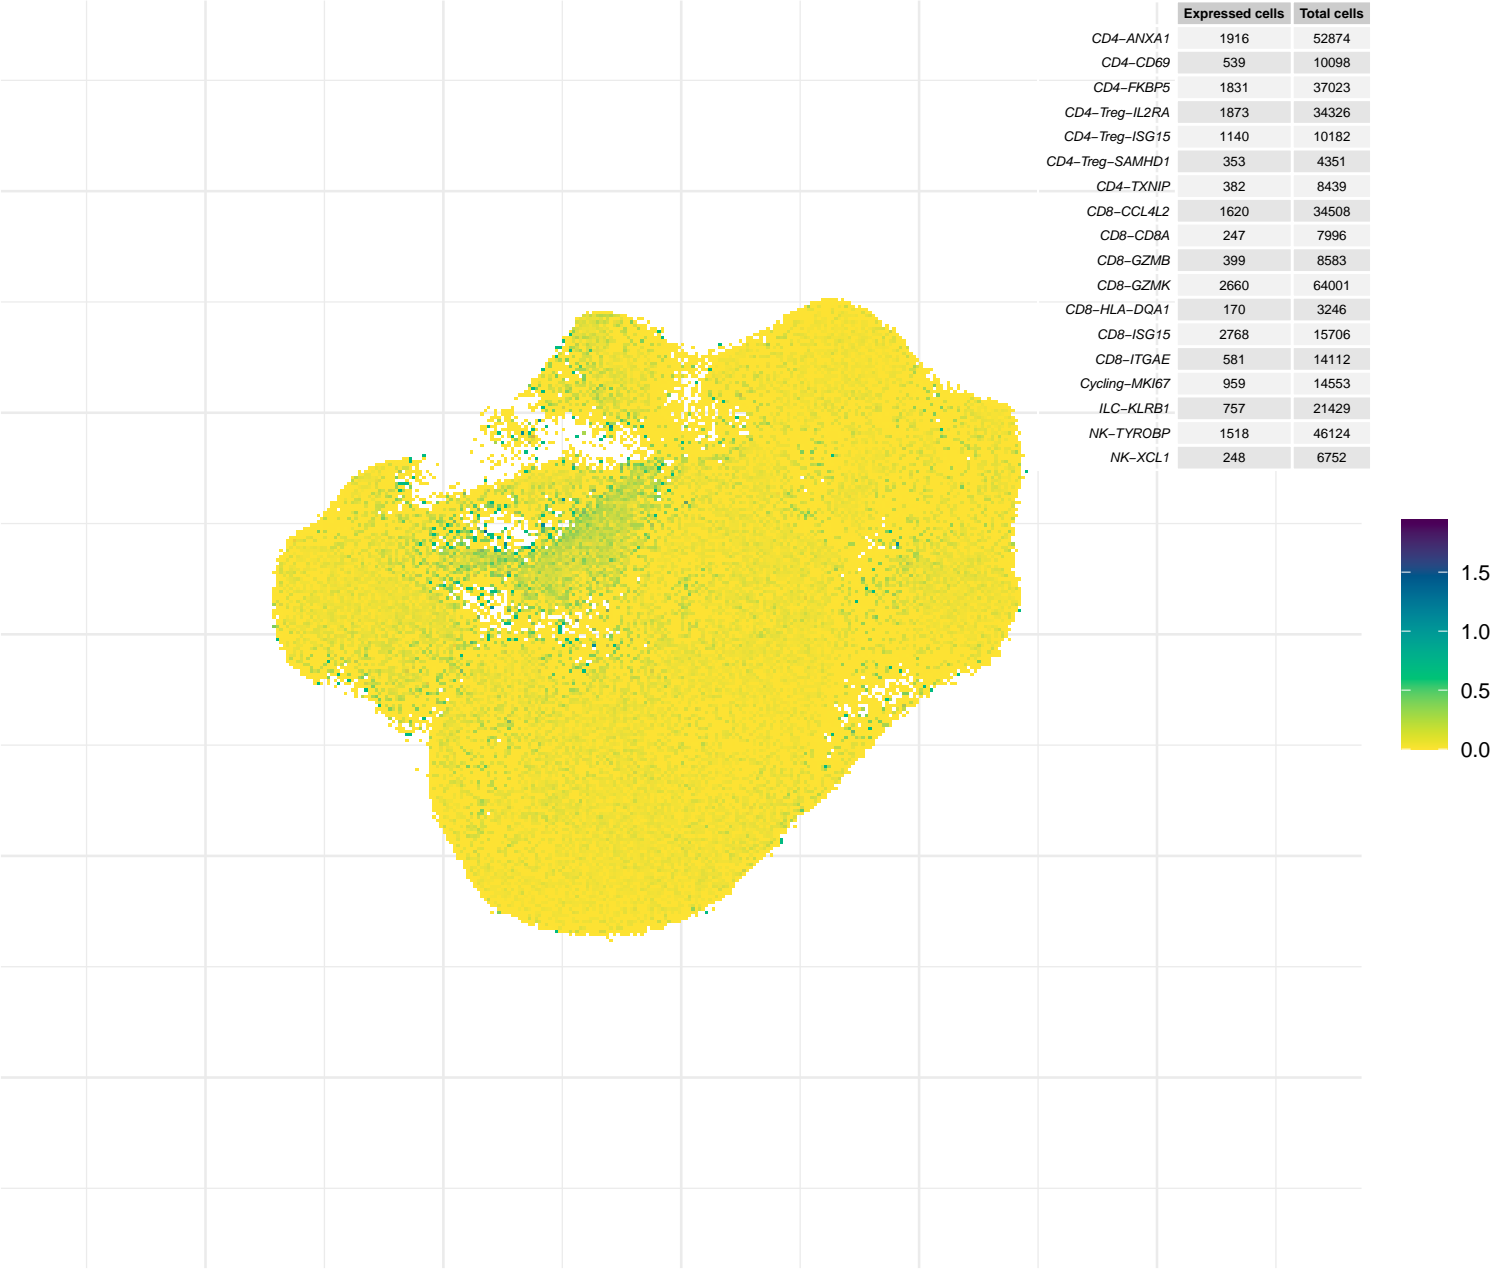 Expressed cells Total cells
CD4−ANXA1 1916 52874
CD4−CD69 539 10098
CD4−FKBP5 1831 37023
CD4−Treg−IL2RA 1873 34326
CD4−Treg−ISG15 1140 10182
CD4−Treg−SAMHD1 353 4351
CD4−TXNIP 382 8439
CD8−CCL4L2 1620 34508
CD8−CD8A 247 7996
CD8−GZMB 399 8583
CD8−GZMK 2660 64001
CD8−HLA−DQA1 170 3246
CD8−ISG15 2768 15706
CD8−ITGAE 581 14112
Cycling−MKI67 959 14553
ILC−KLRB1 757 21429
NK−TYROBP 1518 46124
NK−XCL1 248 6752
1.5
1.0
0.5
0.0